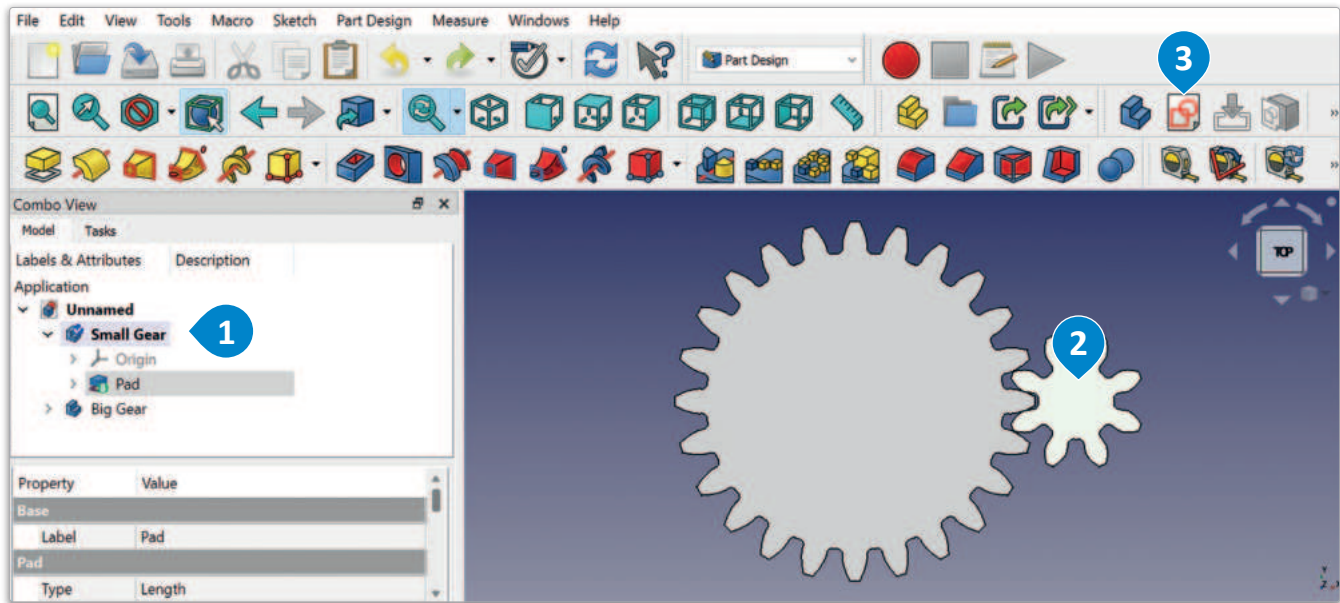 File Edit View Tools Macro Sketch Part Design Measure Windows Help
Part Design
3
Combo View
Model Tasks
Labels & Attributes Description
Application
Unnamed
Small Gear
1
Origin
Pad
Big Gear
Property Value
Base
Label Pad
Pad
Type Length
TOP
2
Y
Z X